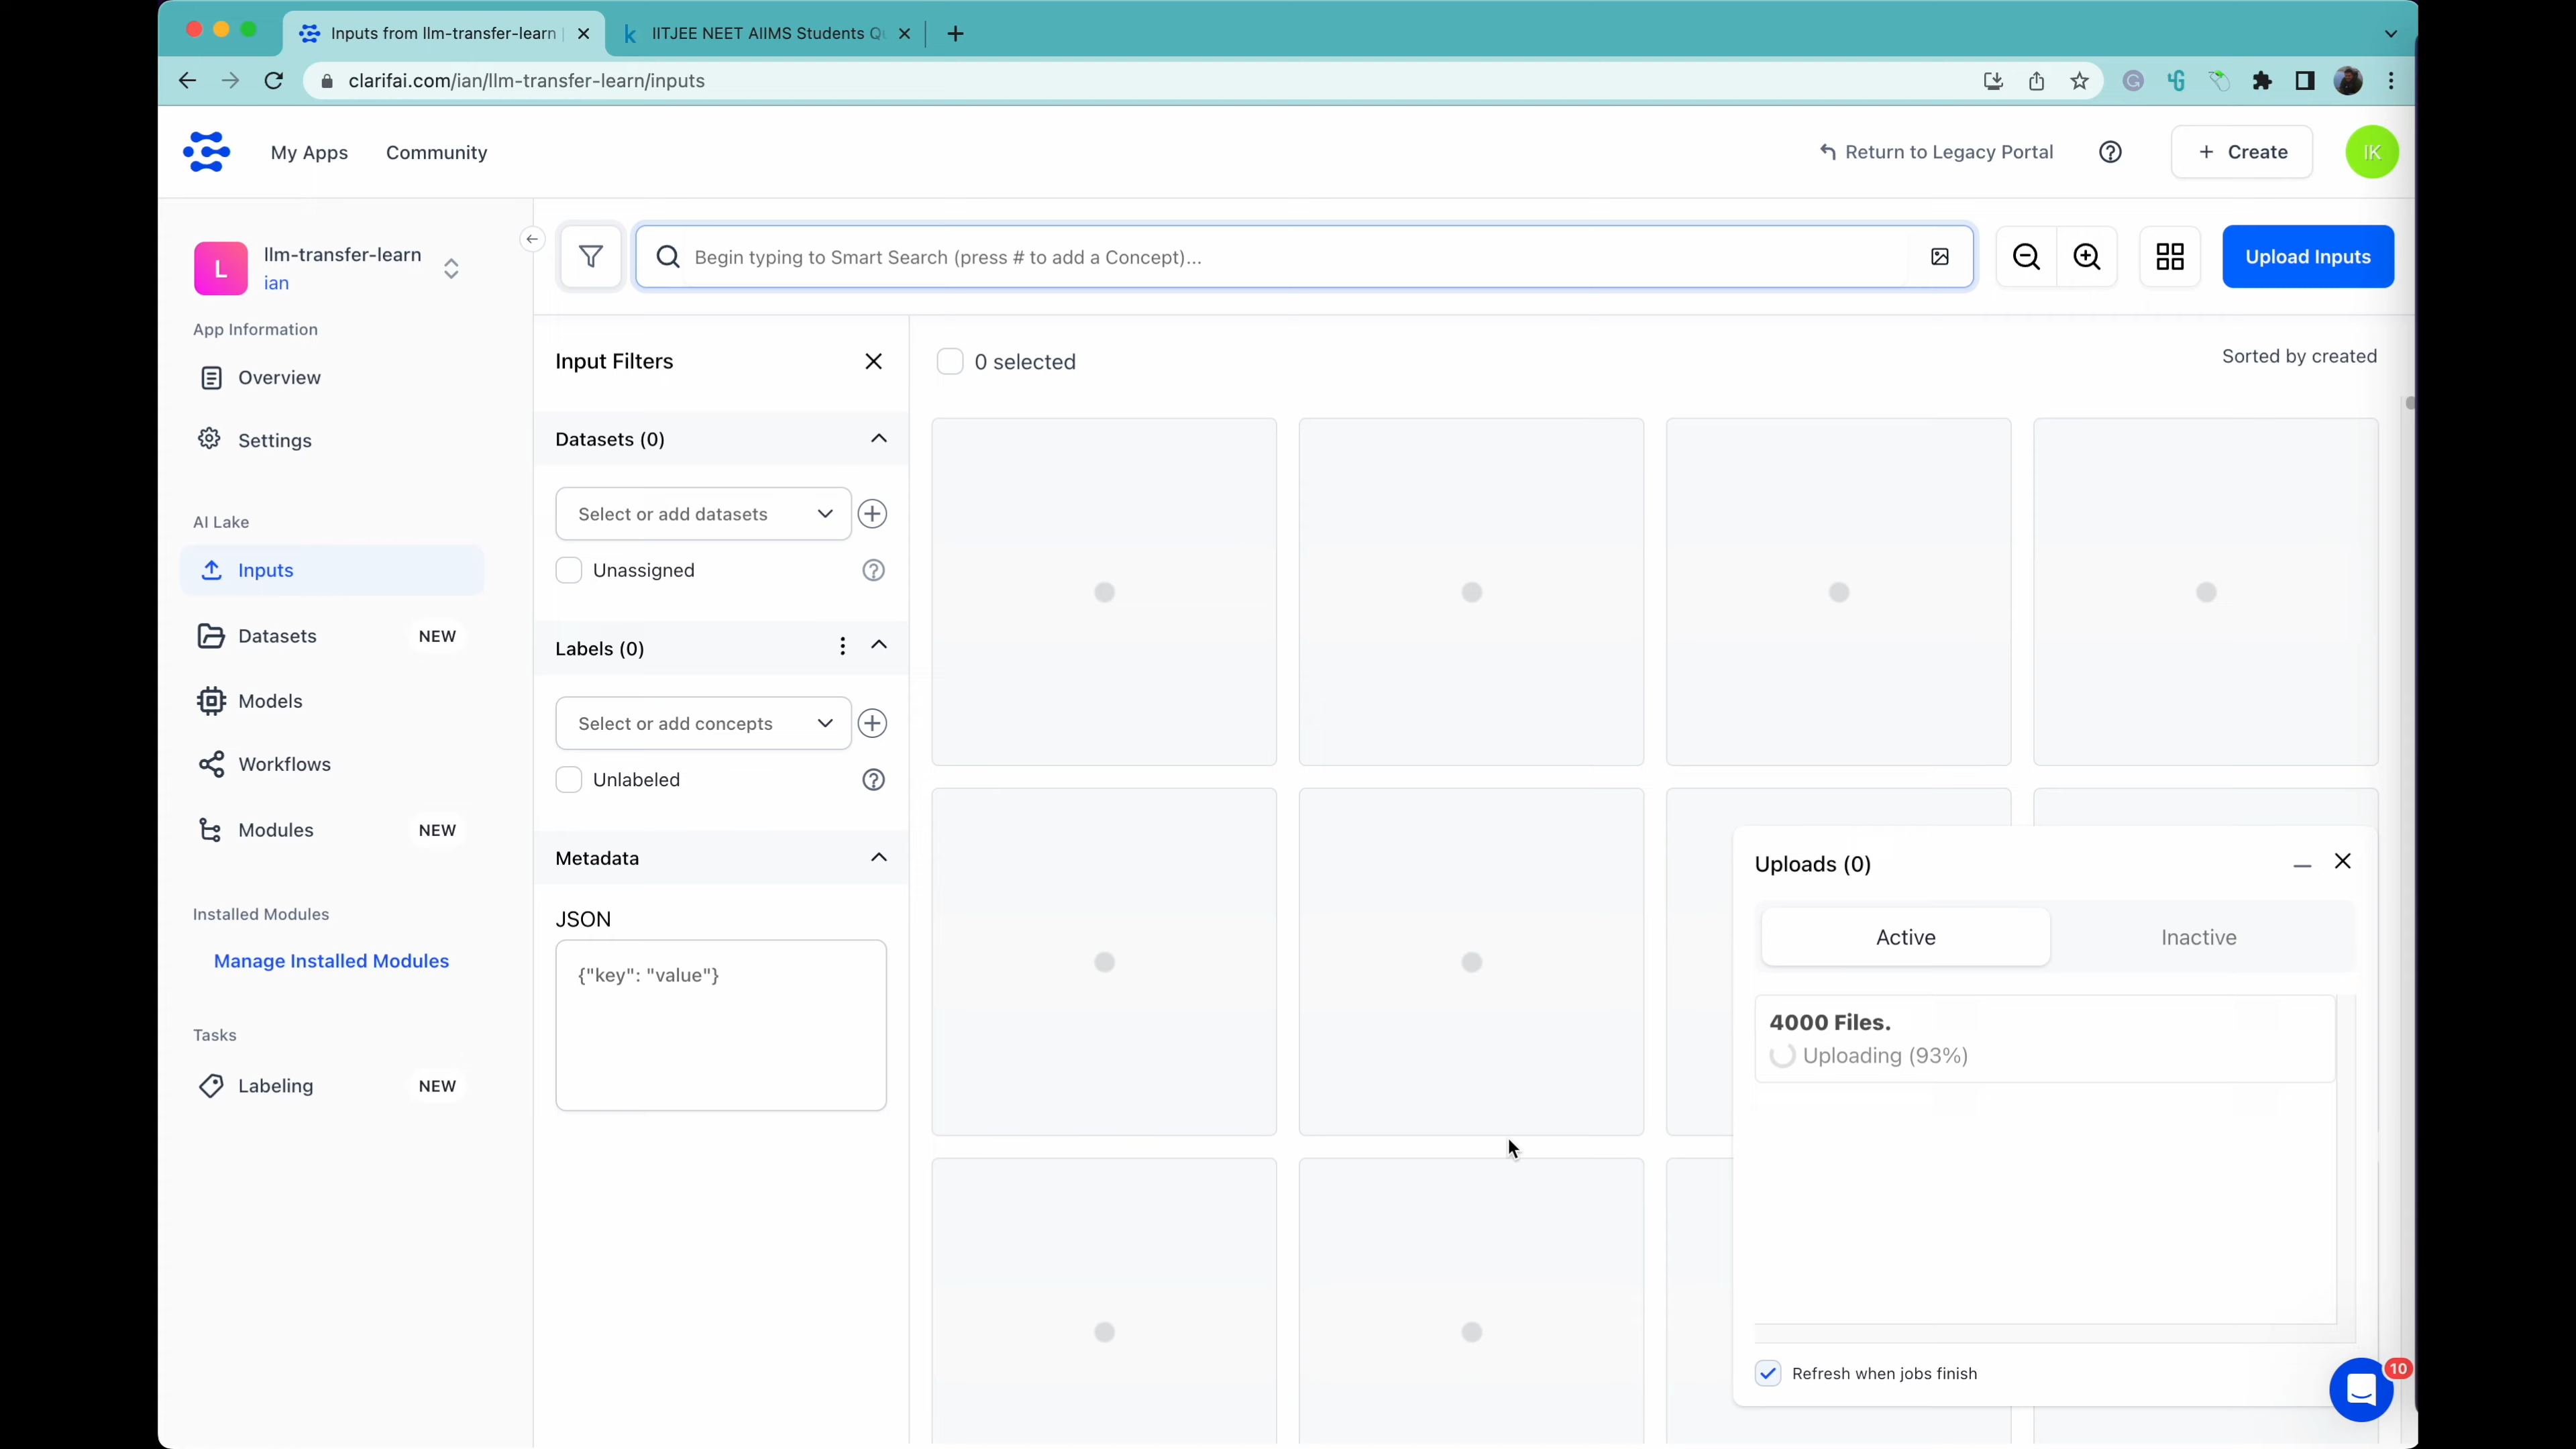 Inputs from llm-transfer-learn
IITJEE NEET AIIMS Students Qu
clarifai.com/ian/llm-transfer-learn/inputs
My Apps
Community
Return to Legacy Portal
+ Create
IK
L
llm-transfer-learn
ian
Begin typing to Smart Search (press # to add a Concept)...
Upload Inputs
App Information
Overview
Settings
AI Lake
Inputs
Datasets NEW
Models
Workflows
Modules NEW
Installed Modules
Manage Installed Modules
Tasks
Labeling NEW
Input Filters
Datasets (0)
Select or add datasets
Unassigned
Labels (0)
Select or add concepts
Unlabeled
Metadata
JSON
{"key": "value"}
0 selected
Sorted by created
Uploads (0)
Active
Inactive
4000 Files.
Uploading (93%)
Refresh when jobs finish
10